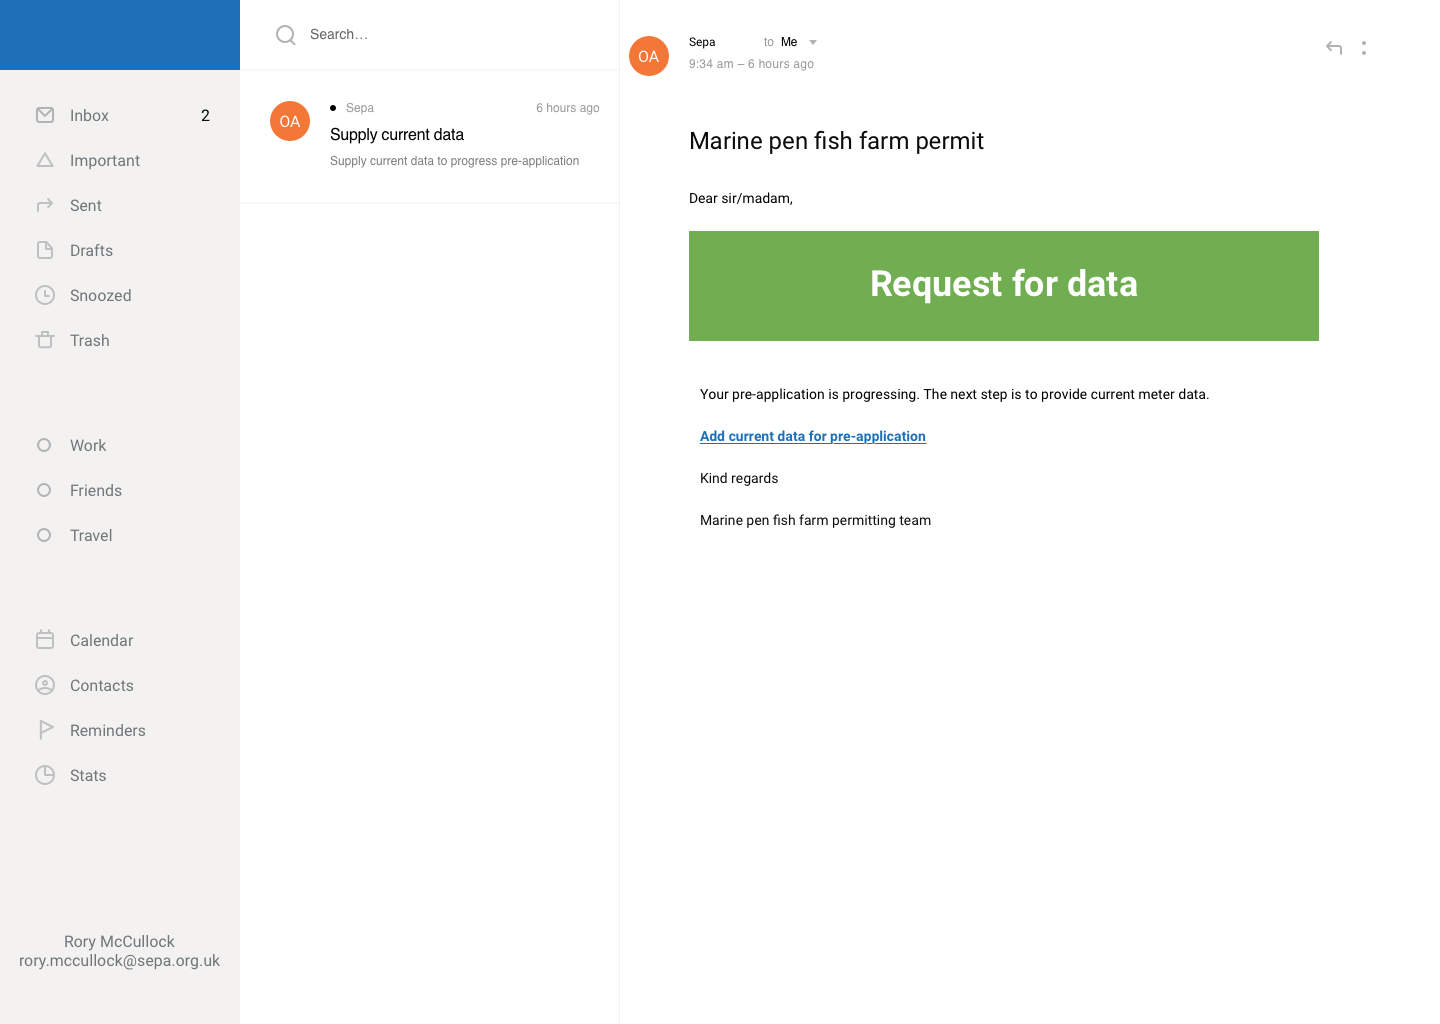 Inbox 2
Important
Sent
Drafts
Snoozed
Trash
Work
Friends
Travel
Calendar
Contacts
Reminders
Stats
Rory McCullock
rory.mccullock@sepa.org.uk
Search...
OA
Sepa 6 hours ago
Supply current data
Supply current data to progress pre-application
OA
Sepa to Me
9:34 am – 6 hours ago
Marine pen fish farm permit
Dear sir/madam,
Request for data
Your pre-application is progressing. The next step is to provide current meter data.
Add current data for pre-application
Kind regards
Marine pen fish farm permitting team